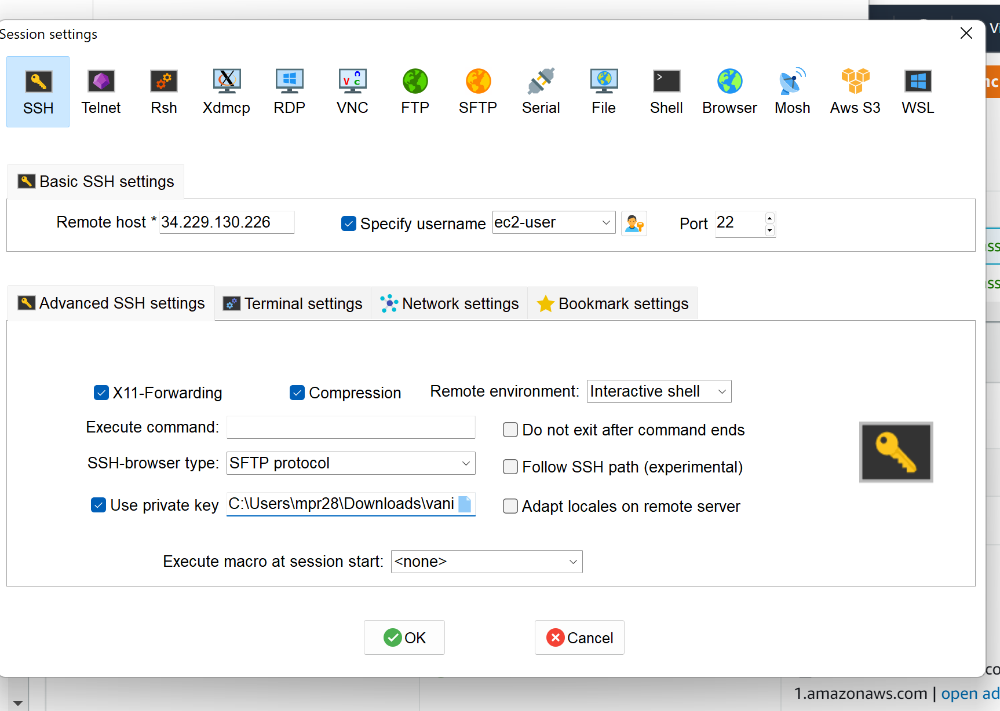 Session settings
SSH
Telnet
Rsh
Xdmcp
RDP
VNC
FTP
SFTP
Serial
File
Shell
Browser
Mosh
Aws S3
WSL
Basic SSH settings
Remote host * 34.229.130.226
Specify username ec2-user
Port 22
Advanced SSH settings
Terminal settings
Network settings
Bookmark settings
X11-Forwarding
Compression
Remote environment: Interactive shell
Execute command:
Do not exit after command ends
SSH-browser type: SFTP protocol
Follow SSH path (experimental)
Use private key C:\Users\mpr28\Downloads\vani
Adapt locales on remote server
Execute macro at session start: <none>
OK
Cancel
1.amazonaws.com | open ad